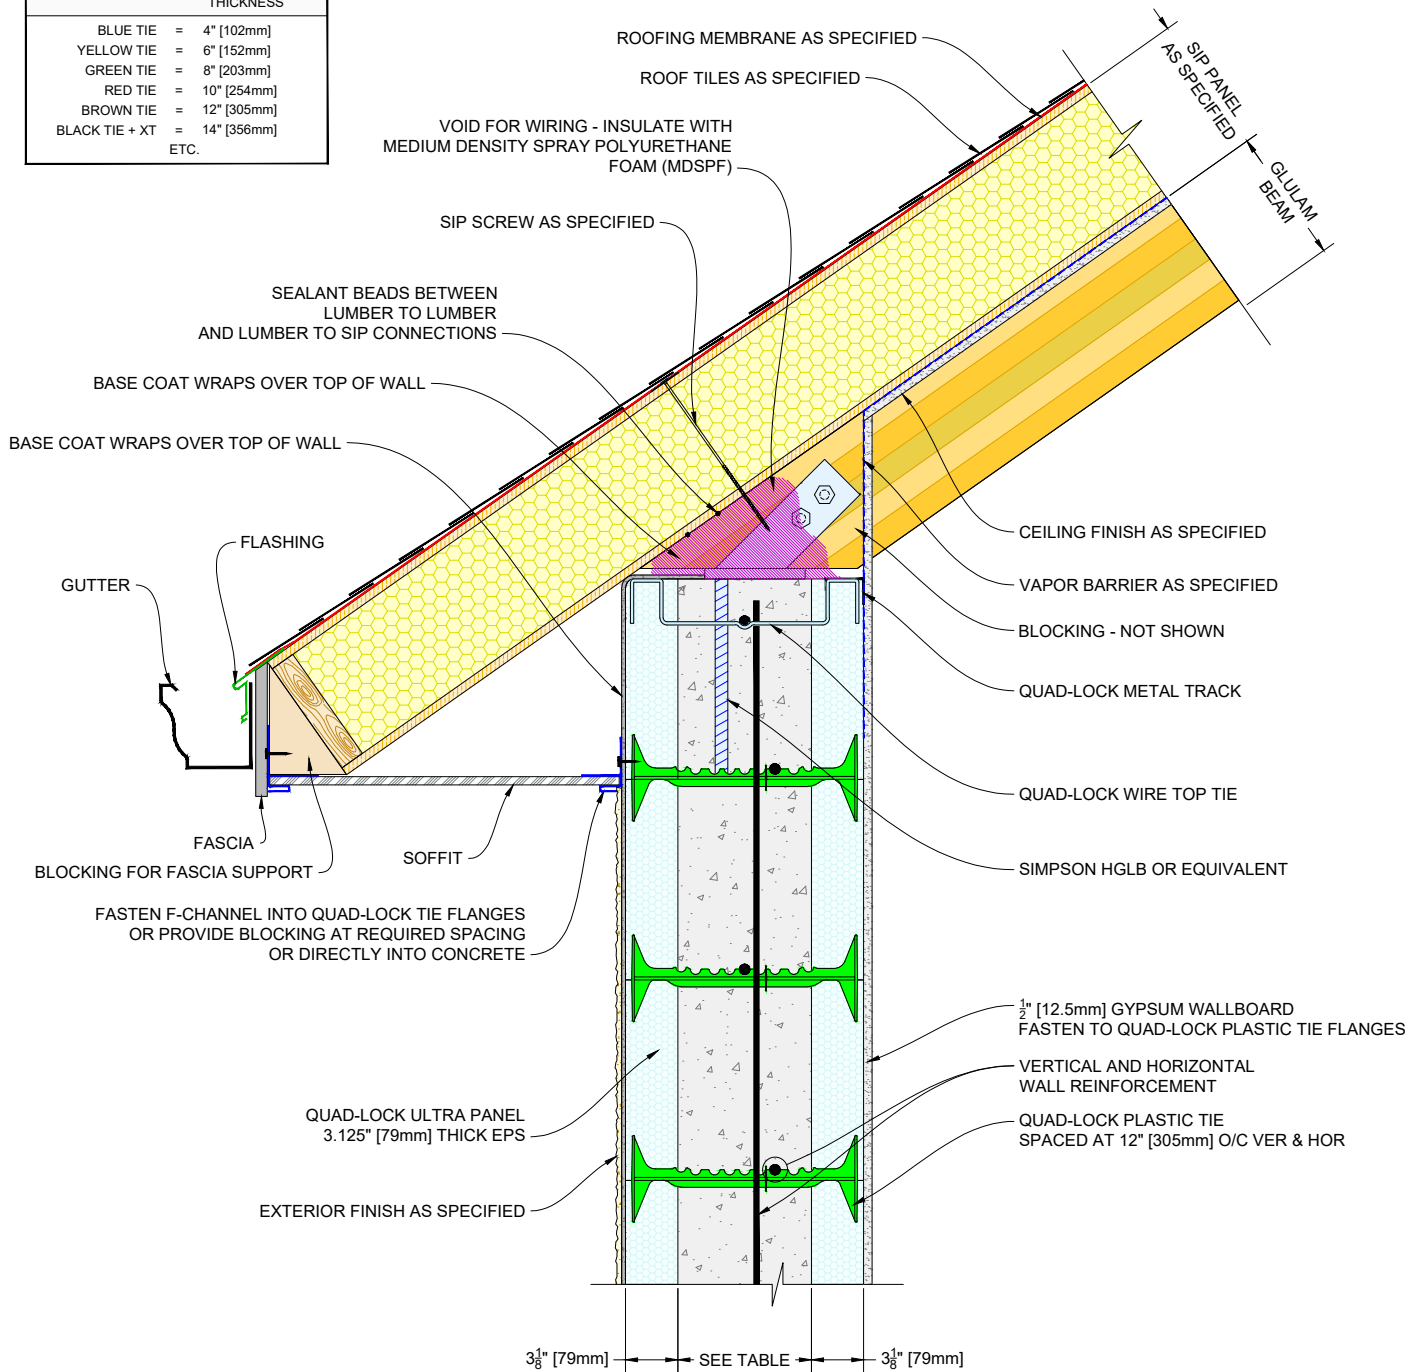 THICKNESS
BLUE TIE = 4" [102mm]
YELLOW TIE = 6" [152mm]
GREEN TIE = 8" [203mm]
RED TIE = 10" [254mm]
BROWN TIE = 12" [305mm]
BLACK TIE + XT = 14" [356mm]
ETC.
ROOFING MEMBRANE AS SPECIFIED
ROOF TILES AS SPECIFIED
SIP PANEL
AS SPECIFIED
GLULAM
BEAM
VOID FOR WIRING - INSULATE WITH
MEDIUM DENSITY SPRAY POLYURETHANE
FOAM (MDSPF)
SIP SCREW AS SPECIFIED
SEALANT BEADS BETWEEN
LUMBER TO LUMBER
AND LUMBER TO SIP CONNECTIONS
BASE COAT WRAPS OVER TOP OF WALL
BASE COAT WRAPS OVER TOP OF WALL
FLASHING
GUTTER
CEILING FINISH AS SPECIFIED
VAPOR BARRIER AS SPECIFIED
BLOCKING - NOT SHOWN
QUAD-LOCK METAL TRACK
QUAD-LOCK WIRE TOP TIE
SIMPSON HGLB OR EQUIVALENT
FASCIA
BLOCKING FOR FASCIA SUPPORT
SOFFIT
FASTEN F-CHANNEL INTO QUAD-LOCK TIE FLANGES
OR PROVIDE BLOCKING AT REQUIRED SPACING
OR DIRECTLY INTO CONCRETE
½" [12.5mm] GYPSUM WALLBOARD
FASTEN TO QUAD-LOCK PLASTIC TIE FLANGES
VERTICAL AND HORIZONTAL
WALL REINFORCEMENT
QUAD-LOCK PLASTIC TIE
SPACED AT 12" [305mm] O/C VER & HOR
QUAD-LOCK ULTRA PANEL
3.125" [79mm] THICK EPS
EXTERIOR FINISH AS SPECIFIED
3⅛" [79mm] SEE TABLE 3⅛" [79mm]